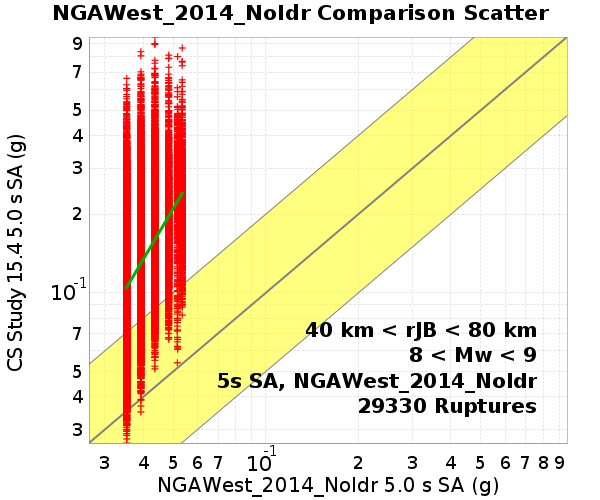 NGAWest_2014_NoIdr Comparison Scatter
CS Study 15.4 5.0 s SA (g)
9
7
5
4
3
2
10-1
7
5
4
3
40 km < rJB < 80 km
8 < Mw < 9
5s SA, NGAWest_2014_NoIdr
29330 Ruptures
3 4 5 6 7 10-1 2 3 4 5 6 7 8 9
NGAWest_2014_NoIdr 5.0 s SA (g)